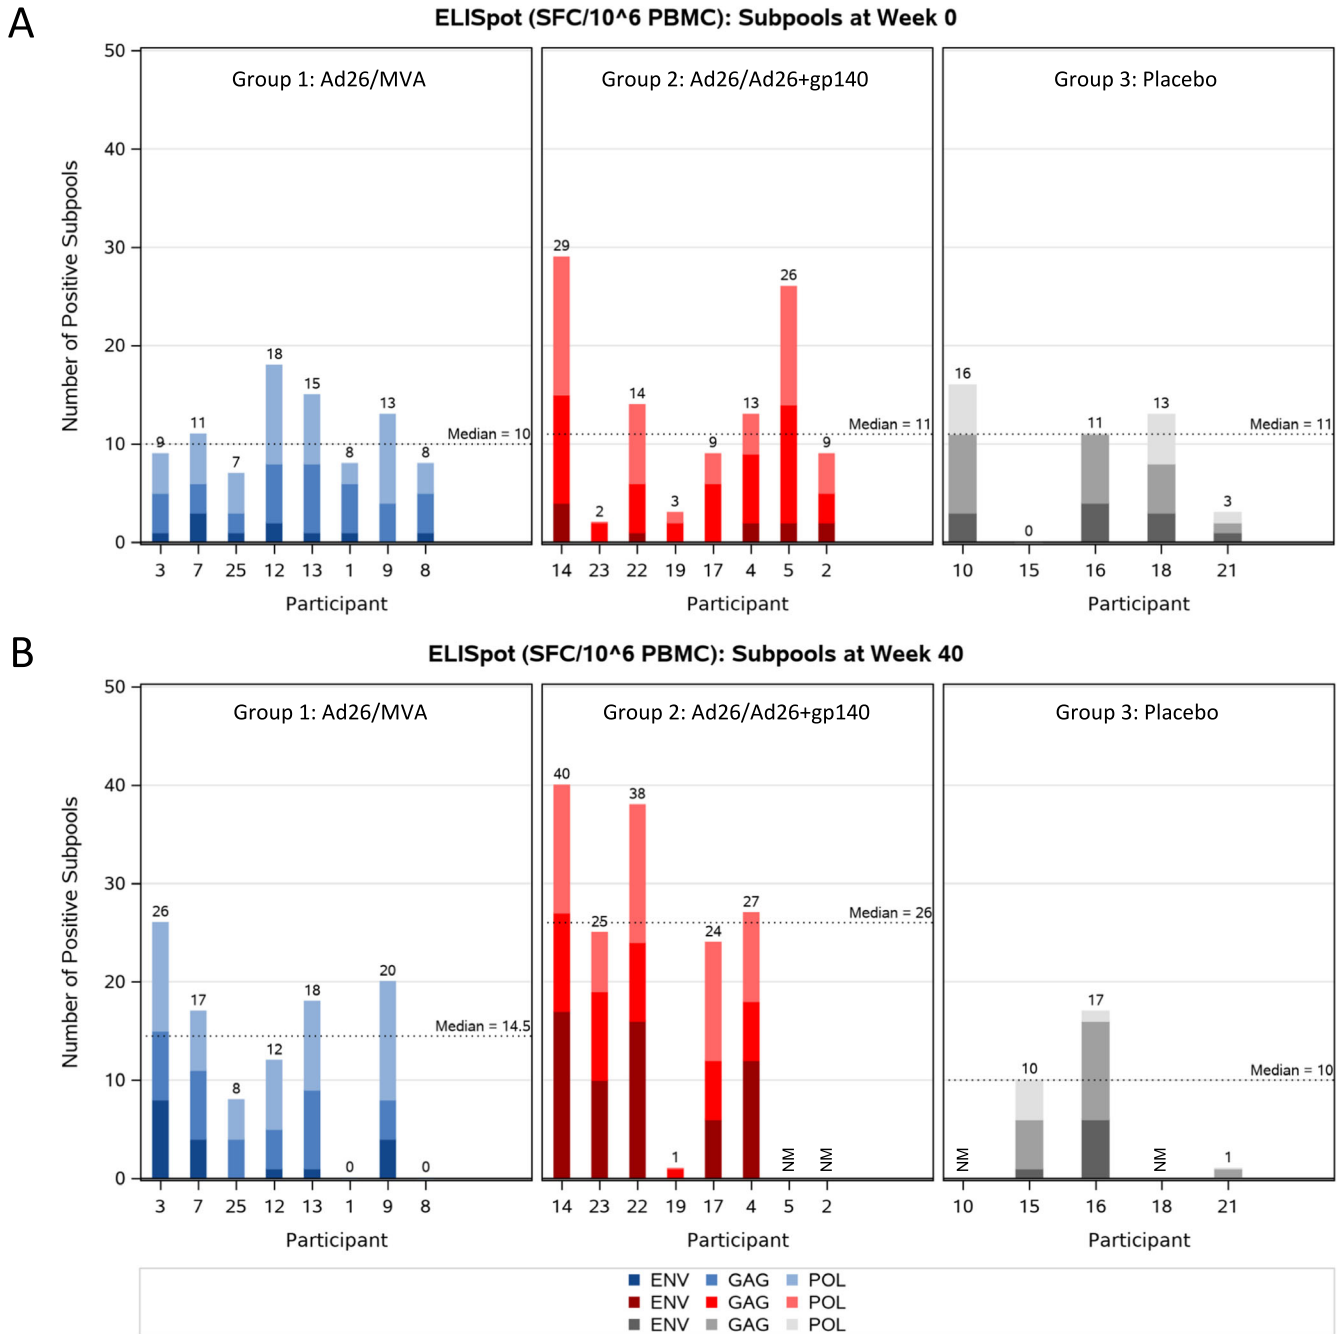 A
ELISpot (SFC/10^6 PBMC): Subpools at Week 0
Number of Positive Subpools
50
40
30
20
10
0
Group 1: Ad26/MVA
9
11
7
18
15
8
13
8
Median = 10
3 7 25 12 13 1 9 8
Participant
Group 2: Ad26/Ad26+gp140
29
2
14
3
9
13
26
9
Median = 11
14 23 22 19 17 4 5 2
Participant
Group 3: Placebo
16
0
11
13
3
Median = 11
10 15 16 18 21
Participant
B
ELISpot (SFC/10^6 PBMC): Subpools at Week 40
Number of Positive Subpools
50
40
30
20
10
0
Group 1: Ad26/MVA
26
17
8
12
18
0
20
0
Median = 14.5
3 7 25 12 13 1 9 8
Participant
Group 2: Ad26/Ad26+gp140
40
25
38
1
24
27
NM
NM
Median = 26
14 23 22 19 17 4 5 2
Participant
Group 3: Placebo
NM
10
17
NM
1
Median = 10
10 15 16 18 21
Participant
ENV GAG POL
ENV GAG POL
ENV GAG POL